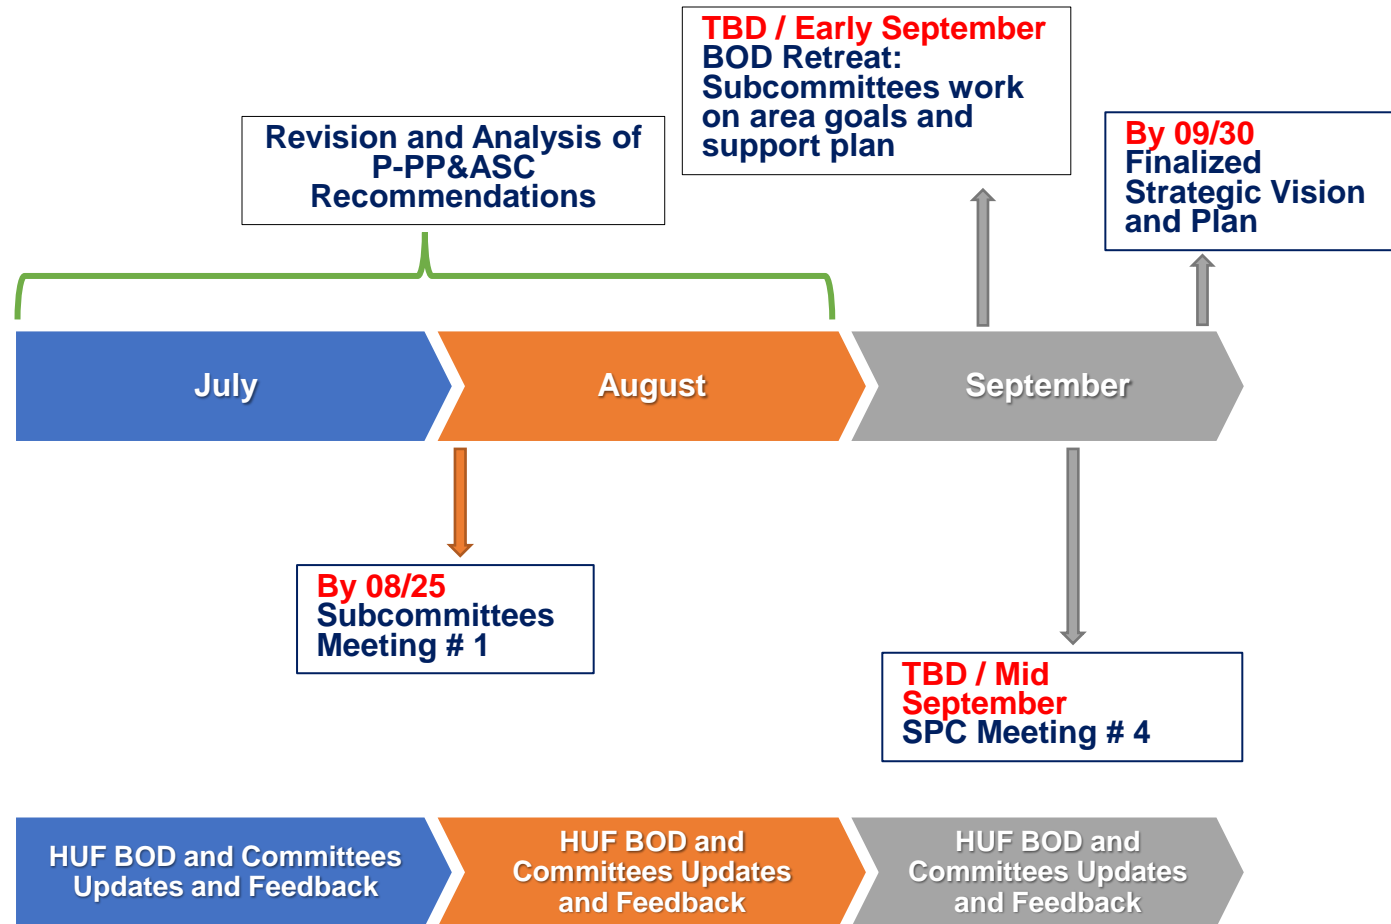 TBD / Early September
BOD Retreat:
Subcommittees work
on area goals and
support plan
By 09/30
Finalized
Strategic Vision
and Plan
Revision and Analysis of
P-PP&ASC
Recommendations
July
August
September
By 08/25
Subcommittees
Meeting # 1
TBD / Mid
September
SPC Meeting # 4
HUF BOD and Committees
Updates and Feedback
HUF BOD and
Committees Updates
and Feedback
HUF BOD and
Committees Updates
and Feedback